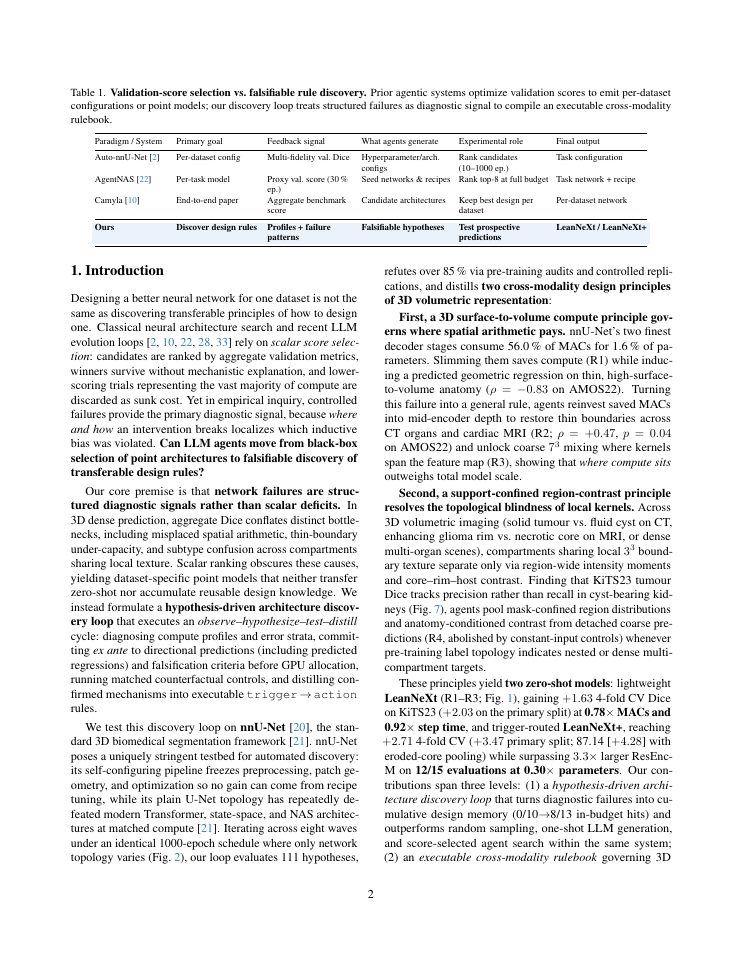 Table 1. Validation-score selection vs. falsifiable rule discovery. Prior agentic systems optimize validation scores to emit per-dataset
configurations or point models; our discovery loop treats structured failures as diagnostic signal to compile an executable cross-modality
rulebook.
Paradigm / System Primary goal Feedback signal What agents generate Experimental role Final output
Auto-nnU-Net [2] Per-dataset config Multi-fidelity val. Dice Hyperparameter/arch. Rank candidates Task configuration
configs (10–1000 ep.)
AgentNAS [22] Per-task model Proxy val. score (30 % Seed networks & recipes Rank top-8 at full budget Task network + recipe
ep.)
Camyla [10] End-to-end paper Aggregate benchmark Candidate architectures Keep best design per Per-dataset network
score dataset
Ours Discover design rules Profiles + failure Falsifiable hypotheses Test prospective LeanNeXt / LeanNeXt+
patterns predictions
1. Introduction
Designing a better neural network for one dataset is not the
same as discovering transferable principles of how to design
one. Classical neural architecture search and recent LLM
evolution loops [2, 10, 22, 28, 33] rely on scalar score selec-
tion: candidates are ranked by aggregate validation metrics,
winners survive without mechanistic explanation, and lower-
scoring trials representing the vast majority of compute are
discarded as sunk cost. Yet in empirical inquiry, controlled
failures provide the primary diagnostic signal, because where
and how an intervention breaks localizes which inductive
bias was violated. Can LLM agents move from black-box
selection of point architectures to falsifiable discovery of
transferable design rules?
Our core premise is that network failures are struc-
tured diagnostic signals rather than scalar deficits. In
3D dense prediction, aggregate Dice conflates distinct bottle-
necks, including misplaced spatial arithmetic, thin-boundary
under-capacity, and subtype confusion across compartments
sharing local texture. Scalar ranking obscures these causes,
yielding dataset-specific point models that neither transfer
zero-shot nor accumulate reusable design knowledge. We
instead formulate a hypothesis-driven architecture discov-
ery loop that executes an observe–hypothesize–test–distill
cycle: diagnosing compute profiles and error strata, commit-
ting ex ante to directional predictions (including predicted
regressions) and falsification criteria before GPU allocation,
running matched counterfactual controls, and distilling con-
firmed mechanisms into executable trigger→action
rules.
We test this discovery loop on nnU-Net [20], the stan-
dard 3D biomedical segmentation framework [21]. nnU-Net
poses a uniquely stringent testbed for automated discovery:
its self-configuring pipeline freezes preprocessing, patch ge-
ometry, and optimization so no gain can come from recipe
tuning, while its plain U-Net topology has repeatedly de-
feated modern Transformer, state-space, and NAS architec-
tures at matched compute [21]. Iterating across eight waves
under an identical 1000-epoch schedule where only network
topology varies (Fig. 2), our loop evaluates 111 hypotheses,
refutes over 85 % via pre-training audits and controlled repli-
cations, and distills two cross-modality design principles
of 3D volumetric representation:
First, a 3D surface-to-volume compute principle gov-
erns where spatial arithmetic pays. nnU-Net's two finest
decoder stages consume 56.0 % of MACs for 1.6 % of pa-
rameters. Slimming them saves compute (R1) while induc-
ing a predicted geometric regression on thin, high-surface-
to-volume anatomy (ρ = −0.83 on AMOS22). Turning
this failure into a general rule, agents reinvest saved MACs
into mid-encoder depth to restore thin boundaries across
CT organs and cardiac MRI (R2; ρ = +0.47, p = 0.04
on AMOS22) and unlock coarse 7³ mixing where kernels
span the feature map (R3), showing that where compute sits
outweighs total model scale.
Second, a support-confined region-contrast principle
resolves the topological blindness of local kernels. Across
3D volumetric imaging (solid tumour vs. fluid cyst on CT,
enhancing glioma rim vs. necrotic core on MRI, or dense
multi-organ scenes), compartments sharing local 3³ bound-
ary texture separate only via region-wide intensity moments
and core–rim–host contrast. Finding that KiTS23 tumour
Dice tracks precision rather than recall in cyst-bearing kid-
neys (Fig. 7), agents pool mask-confined region distributions
and anatomy-conditioned contrast from detached coarse pre-
dictions (R4, abolished by constant-input controls) whenever
pre-training label topology indicates nested or dense multi-
compartment targets.
These principles yield two zero-shot models: lightweight
LeanNeXt (R1–R3; Fig. 1), gaining +1.63 4-fold CV Dice
on KiTS23 (+2.03 on the primary split) at 0.78× MACs and
0.92× step time, and trigger-routed LeanNeXt+, reaching
+2.71 4-fold CV (+3.47 primary split; 87.14 [+4.28] with
eroded-core pooling) while surpassing 3.3× larger ResEnc-
M on 12/15 evaluations at 0.30× parameters. Our con-
tributions span three levels: (1) a hypothesis-driven archi-
tecture discovery loop that turns diagnostic failures into cu-
mulative design memory (0/10→8/13 in-budget hits) and
outperforms random sampling, one-shot LLM generation,
and score-selected agent search within the same system;
(2) an executable cross-modality rulebook governing 3D
2